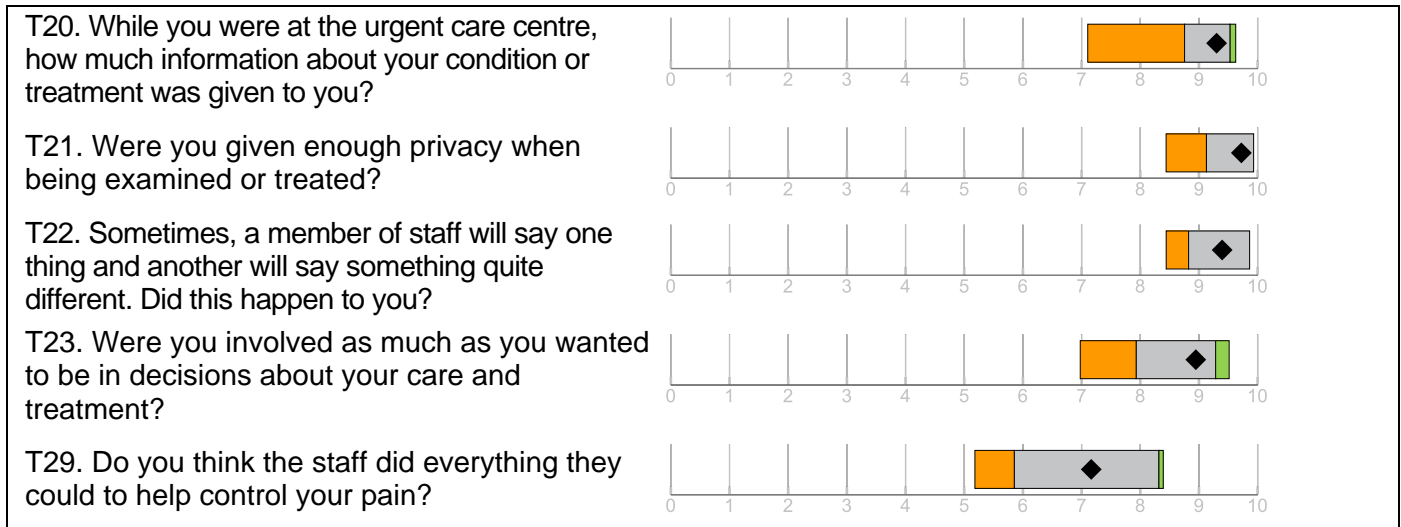 T20. While you were at the urgent care centre,
how much information about your condition or
treatment was given to you?
0 1 2 3 4 5 6 7 8 9 10
T21. Were you given enough privacy when
being examined or treated?
0 1 2 3 4 5 6 7 8 9 10
T22. Sometimes, a member of staff will say one
thing and another will say something quite
different. Did this happen to you?
0 1 2 3 4 5 6 7 8 9 10
T23. Were you involved as much as you wanted
to be in decisions about your care and
treatment?
0 1 2 3 4 5 6 7 8 9 10
T29. Do you think the staff did everything they
could to help control your pain?
0 1 2 3 4 5 6 7 8 9 10